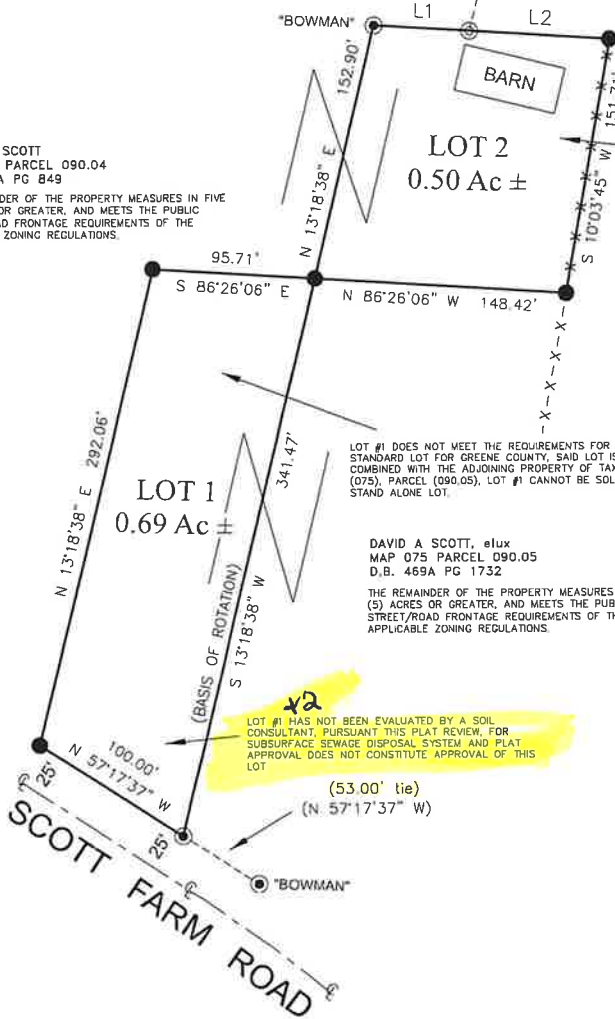 "BOWMAN"
L1
L2
152.90'
BARN
151.71'
LOT 2
0.50 Ac ±
SCOTT
PARCEL 090.04
PG 849
DER OF THE PROPERTY MEASURES IN FIVE
OR GREATER, AND MEETS THE PUBLIC
AD FRONTAGE REQUIREMENTS OF THE
ZONING REGULATIONS.
N 13°18'38" E
S 10°03'45" W
95.71'
S 86°26'06" E
N 86°26'06" W
148.42'
N 13°18'38" E 292.06'
341.47'
LOT 1
0.69 Ac ±
LOT #1 DOES NOT MEET THE REQUIREMENTS FOR
STANDARD LOT FOR GREENE COUNTY, SAID LOT IS
COMBINED WITH THE ADJOINING PROPERTY OF TAX
(075), PARCEL (090.05), LOT #1 CANNOT BE SOL
STAND ALONE LOT.
DAVID A SCOTT, elux
MAP 075 PARCEL 090.05
D.B. 469A PG 1732
THE REMAINDER OF THE PROPERTY MEASURES
(5) ACRES OR GREATER, AND MEETS THE PUB
STREET/ROAD FRONTAGE REQUIREMENTS OF TH
APPLICABLE ZONING REGULATIONS.
(BASIS OF ROTATION)
S 13°18'38" W
LOT #1 HAS NOT BEEN EVALUATED BY A SOIL
CONSULTANT, PURSUANT THIS PLAT REVIEW, FOR
SUBSURFACE SEWAGE DISPOSAL SYSTEM AND PLAT
APPROVAL DOES NOT CONSTITUTE APPROVAL OF THIS
LOT
100.00'
N 57°17'37" W
(53.00' tie)
(N 57°17'37" W)
25'
25'
"BOWMAN"
SCOTT FARM ROAD